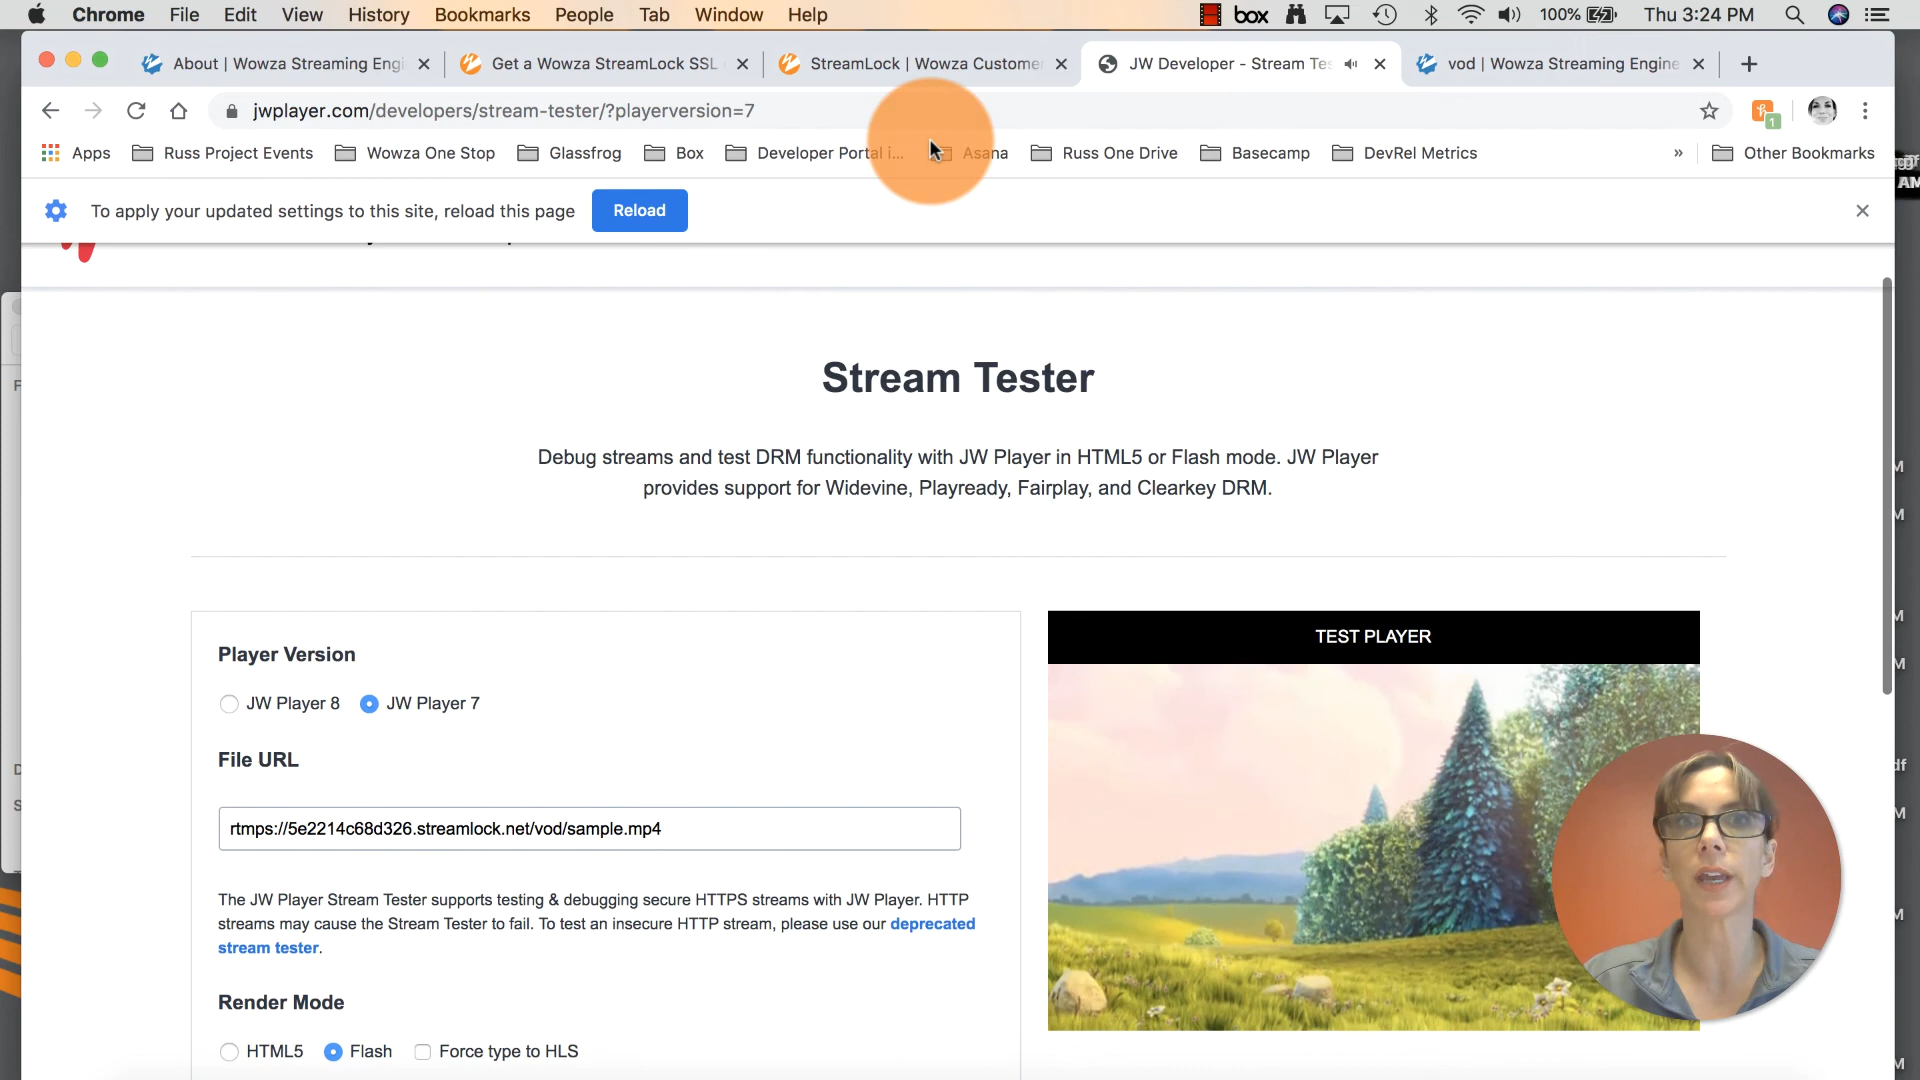 Chrome File Edit View History Bookmarks People Tab Window Help box 100% Thu 3:24 PM
About | Wowza Streaming Engi Get a Wowza StreamLock SSL StreamLock | Wowza Customer JW Developer - Stream Tes vod | Wowza Streaming Engine
jwplayer.com/developers/stream-tester/?playerversion=7
1
Apps Russ Project Events Wowza One Stop Glassfrog Box Developer Portal i... Asana Russ One Drive Basecamp DevRel Metrics » Other Bookmarks
To apply your updated settings to this site, reload this page Reload
Stream Tester
Debug streams and test DRM functionality with JW Player in HTML5 or Flash mode. JW Player
provides support for Widevine, Playready, Fairplay, and Clearkey DRM.
Player Version
JW Player 8 JW Player 7
File URL
rtmps://5e2214c68d326.streamlock.net/vod/sample.mp4
The JW Player Stream Tester supports testing & debugging secure HTTPS streams with JW Player. HTTP
streams may cause the Stream Tester to fail. To test an insecure HTTP stream, please use our deprecated
stream tester.
Render Mode
HTML5 Flash Force type to HLS
TEST PLAYER